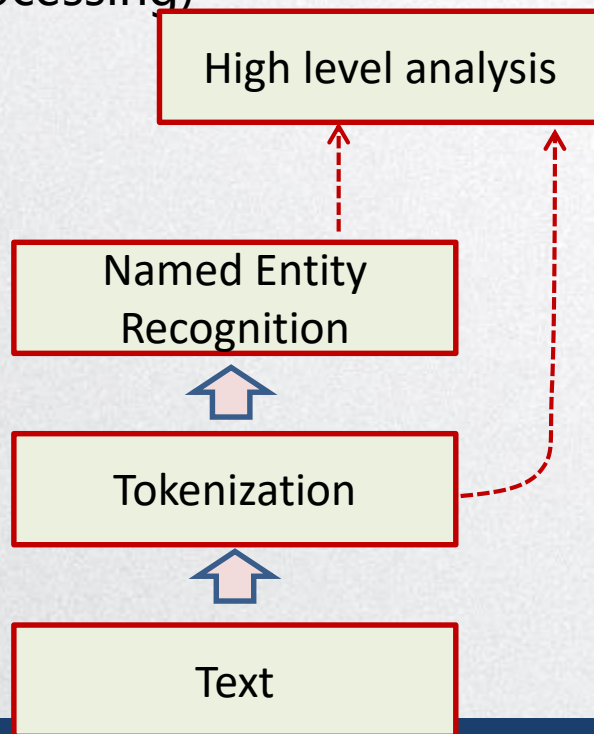 High level analysis
Named Entity
Recognition
Tokenization
Text